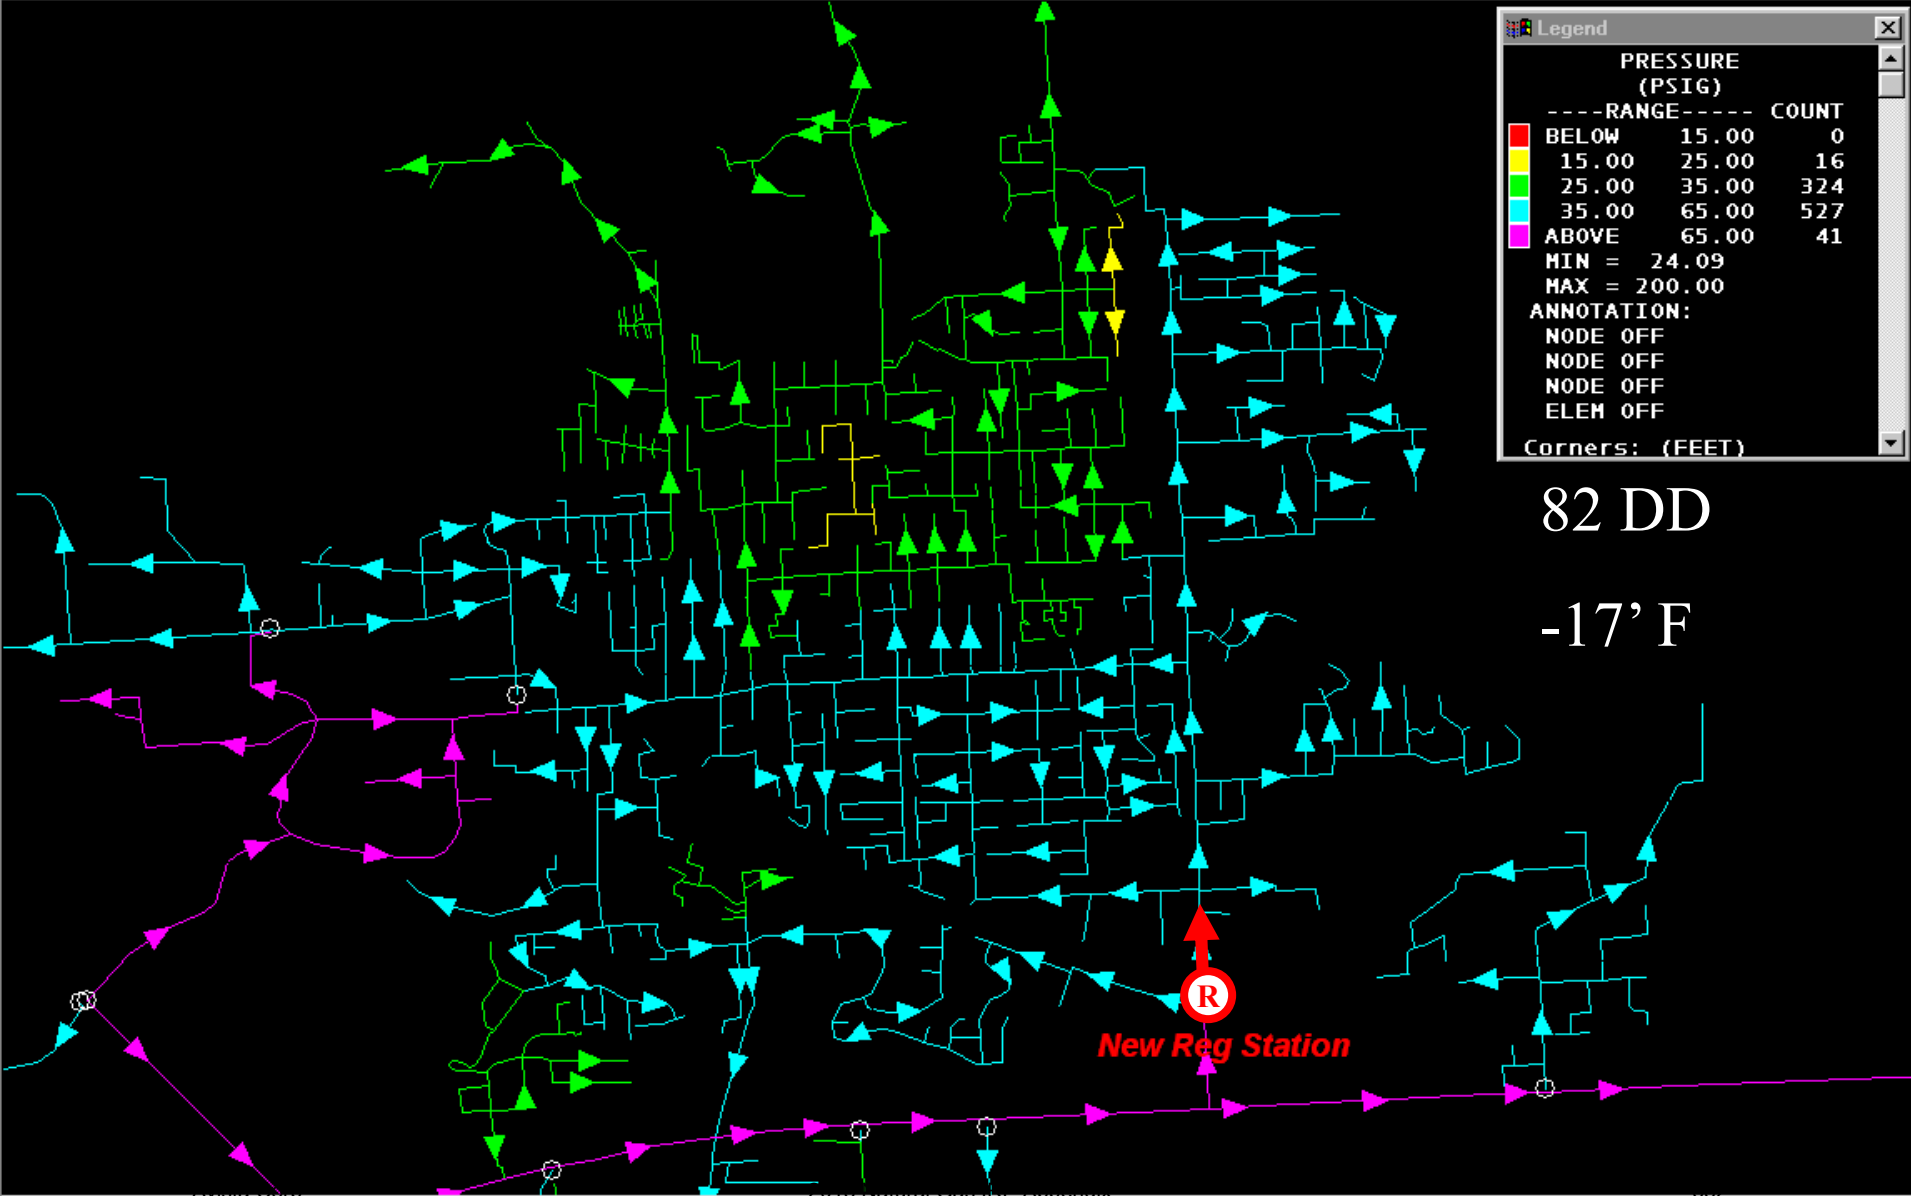 Legend
PRESSURE
(PSIG)
----RANGE----- COUNT
BELOW 15.00 0
15.00 25.00 16
25.00 35.00 324
35.00 65.00 527
ABOVE 65.00 41
MIN = 24.09
MAX = 200.00
ANNOTATION:
NODE OFF
NODE OFF
NODE OFF
ELEM OFF
Corners: (FEET)
82 DD
-17’ F
R
New Reg Station